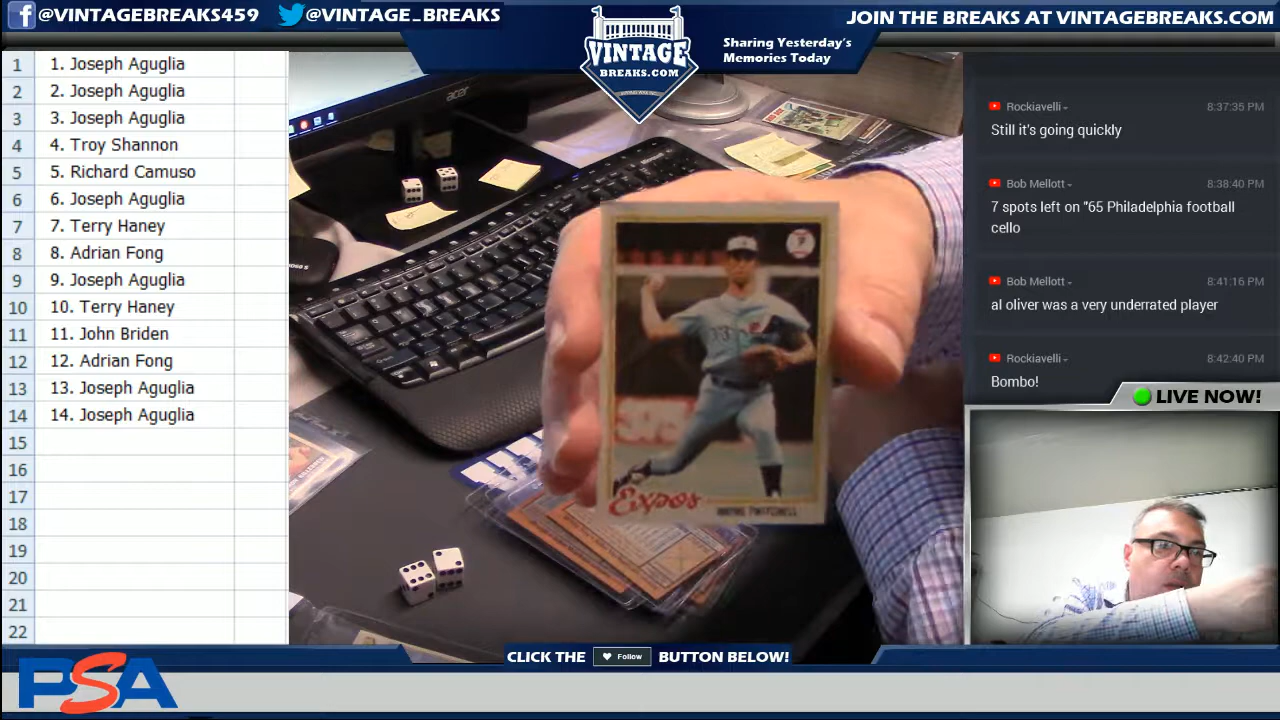 @VINTAGEBREAKS459
@VINTAGE_BREAKS
VINTAGE
BREAKS.COM
Sharing Yesterday's
Memories Today
JOIN THE BREAKS AT VINTAGEBREAKS.COM
1 1. Joseph Aguglia
2 2. Joseph Aguglia
3 3. Joseph Aguglia
4 4. Troy Shannon
5 5. Richard Camuso
6 6. Joseph Aguglia
7 7. Terry Haney
8 8. Adrian Fong
9 9. Joseph Aguglia
10 10. Terry Haney
11 11. John Briden
12 12. Adrian Fong
13 13. Joseph Aguglia
14 14. Joseph Aguglia
15
16
17
18
19
20
21
22
acer
P
Expos
Rockiavelli 8:37:35 PM
Still it's going quickly
Bob Mellott 8:38:40 PM
7 spots left on "65 Philadelphia football
cello
Bob Mellott 8:41:16 PM
al oliver was a very underrated player
Rockiavelli 8:42:40 PM
Bombo!
LIVE NOW!
CLICK THE Follow BUTTON BELOW!
PSA